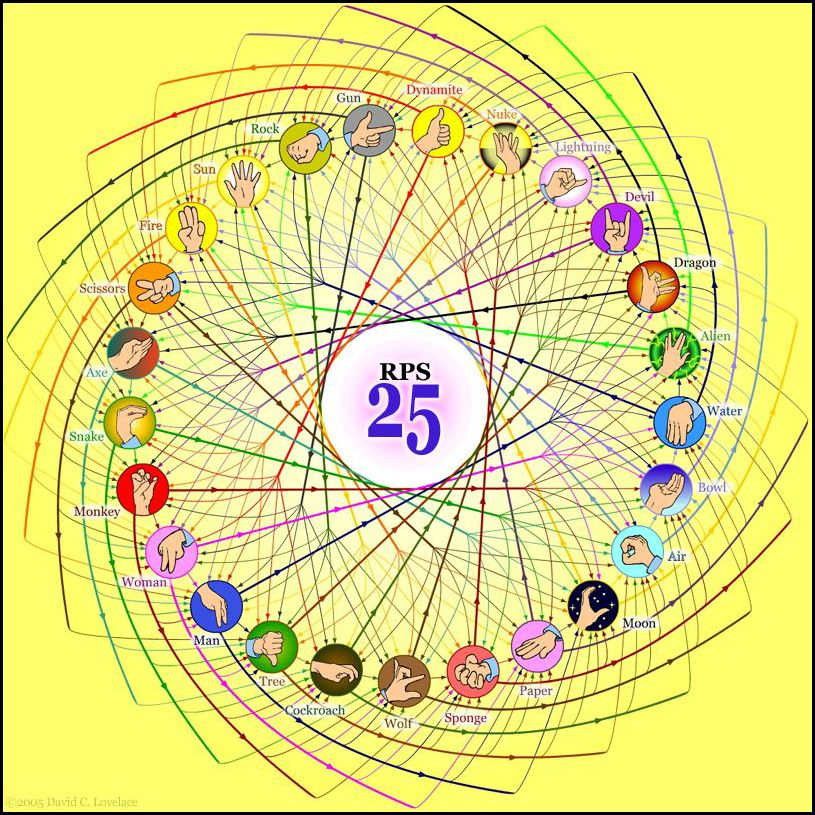 Dynamite
Gun
Nuke
Rock
Lightning
Sun
Devil
Fire
Dragon
Scissors
Alien
RPS
25
Axe
Water
Snake
Bowl
Monkey
Air
Woman
Moon
Man
Tree
Paper
Cockroach
Sponge
Wolf
©2005 David C. Lovelace